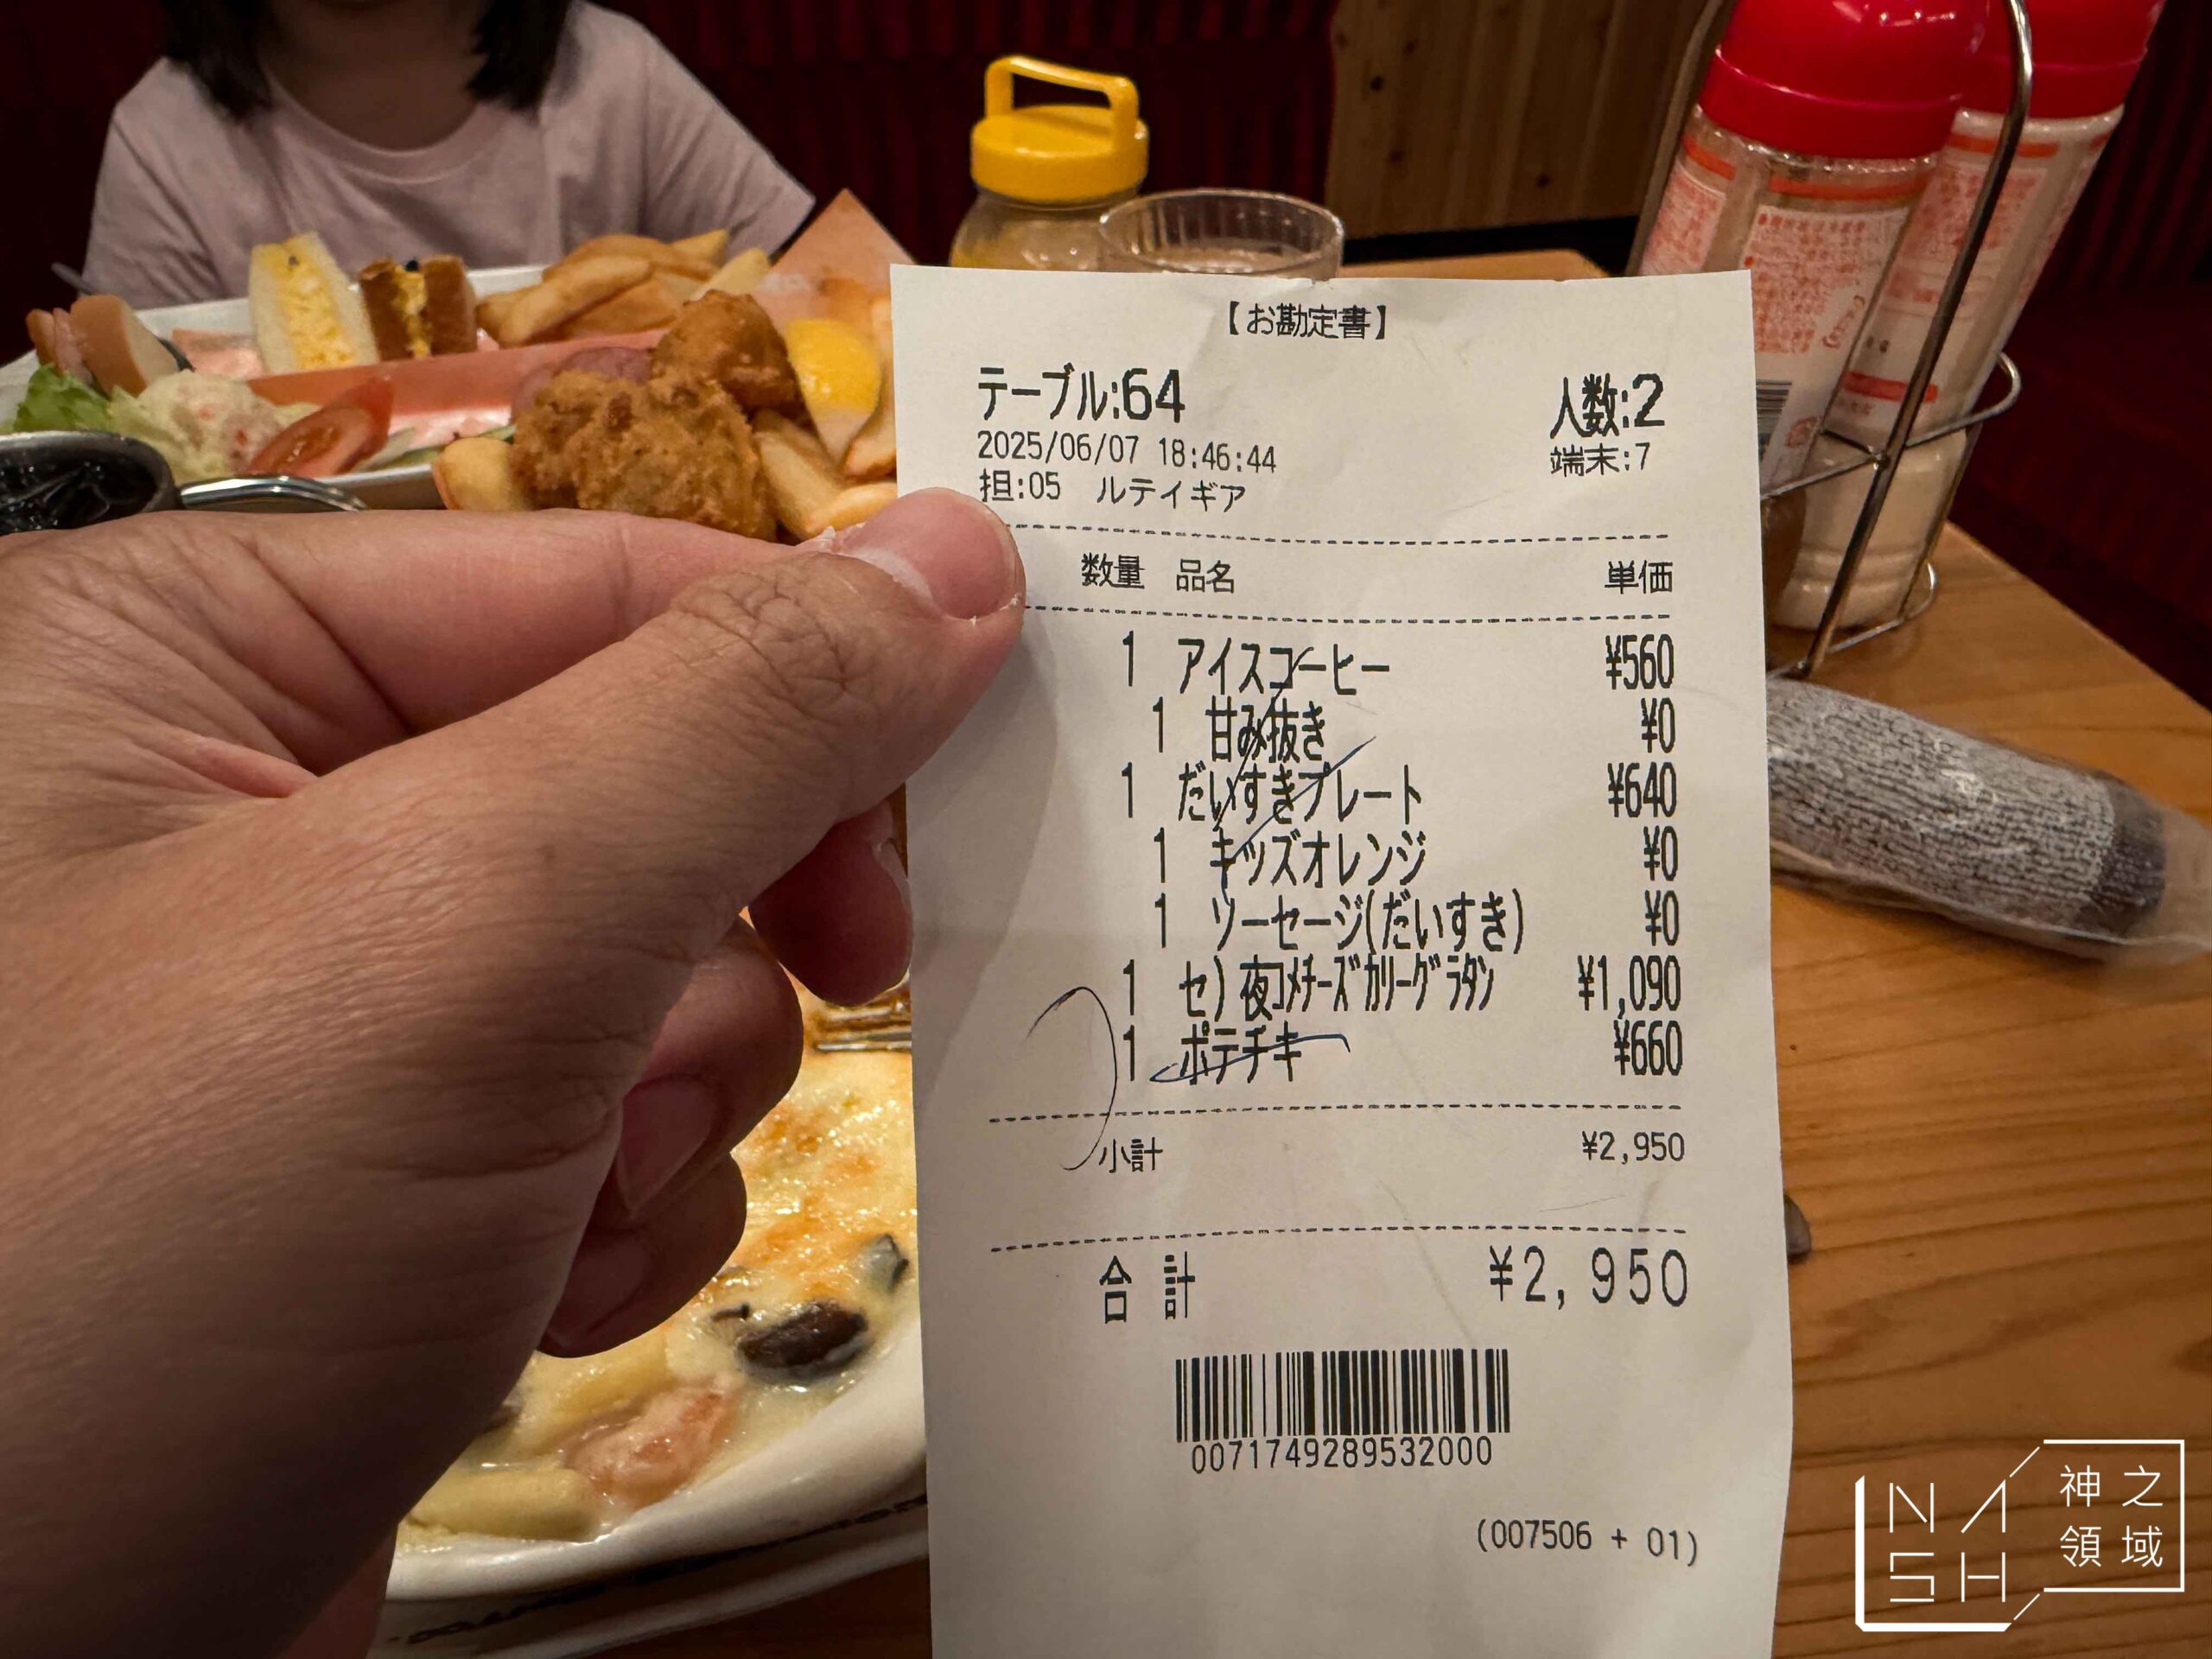 【お勘定書】
テーブル:64 人数:2
2025/06/07 18:46:44 端末:7
担:05 ルテイギア
数量 品名 単価
1 アイスコーヒー ¥560
1 甘み抜き ¥0
1 だいすきプレート ¥640
1 キッズオレンジ ¥0
1 ソーセージ(だいすき) ¥0
1 セ)夜コメチーズカリーグラタン ¥1,090
1 ポテチキ ¥660
小計 ¥2,950
合計 ¥2,950
0071749289532000
(007506 + 01)
NASH 神之領域